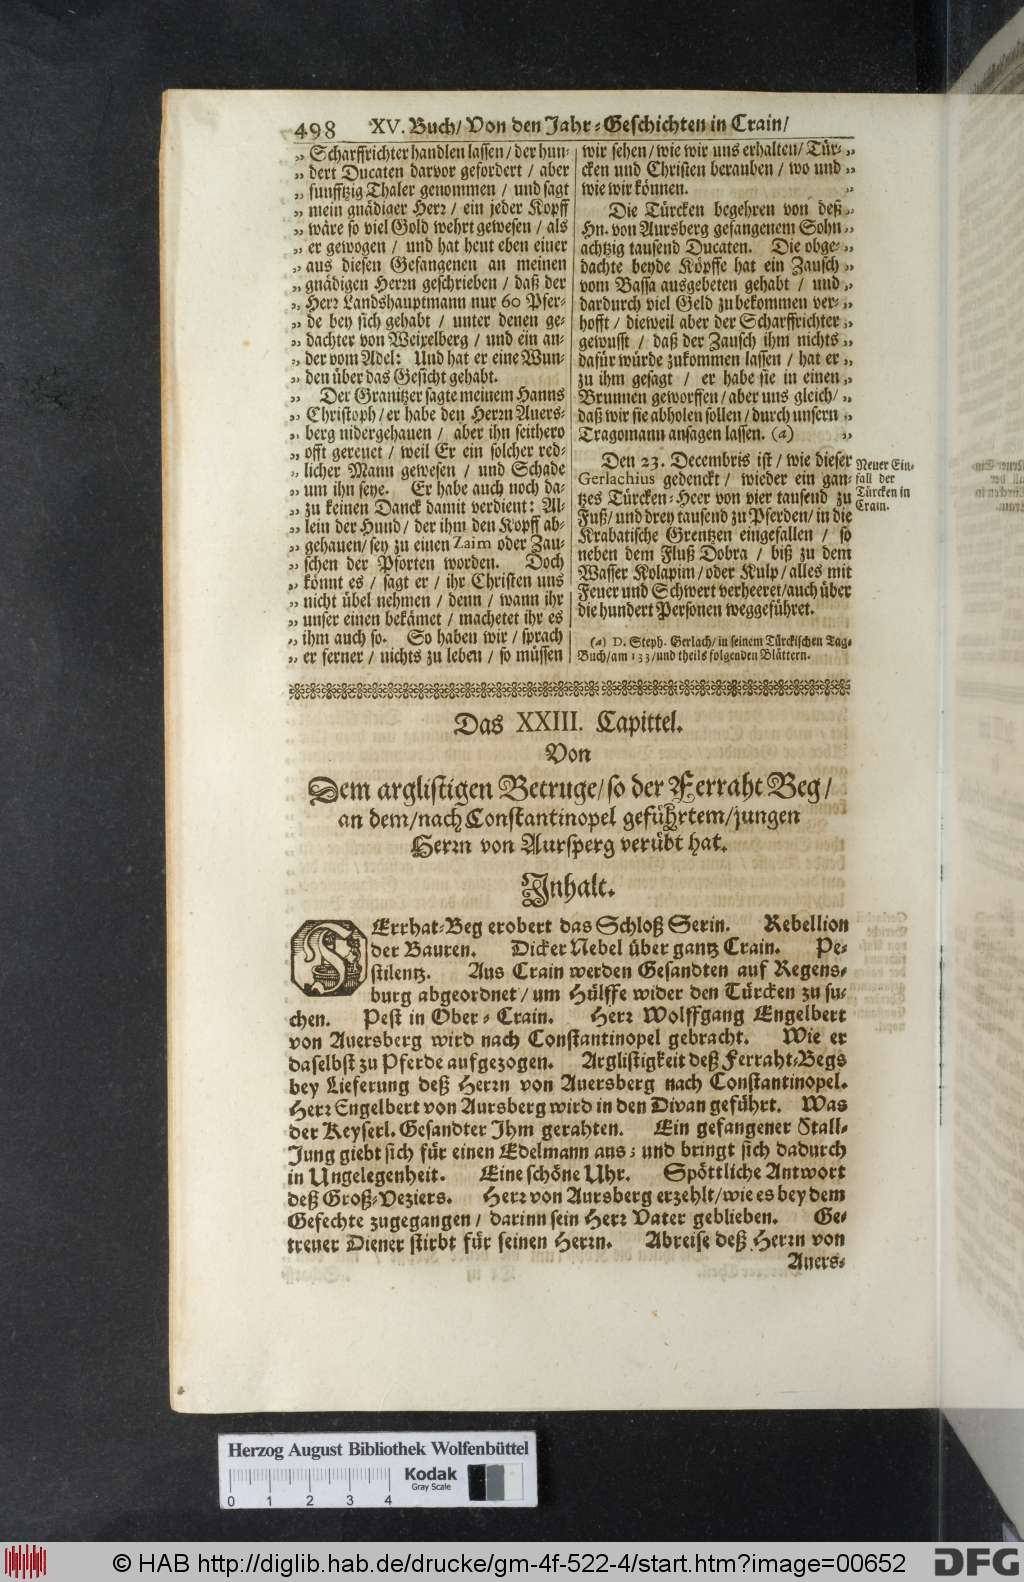 498 XV. Buch/ Von den Jahr-Geschichten in Crain/
„ Scharffrichter handlen lassen/ der hun-
„ dert Ducaten darvor gefordert / aber
„ funfftzig Thaler genommen / und sagt
„ mein gnädiger Herr / ein jeder Kopff
„ wäre so viel Gold wehrt gewesen / als
„ er gewogen / und hat heut eben einer
„ aus diesen Gefangenen an meinen
„ gnädigen Herrn geschrieben / daß der
„ Herr Landshauptmann nur 60 Pfer-
„ de bey sich gehabt / unter denen ge-
„ dachter von Weixelberg / und ein an-
„ der vom Adel: Und hat er eine Wun-
„ den über das Gesicht gehabt.
„ Der Granitzer sagte meinem Hanns
„ Christoph/ er habe den Herrn Auers-
„ berg nidergehauen / aber ihn seithero
„ offt gereuet / weil Er ein solcher red-
„ licher Mann gewesen / und Schade
„ um ihn seye. Er habe auch noch da-
„ zu keinen Danck damit verdient: Al-
„ lein der Hund / der ihm den Kopff ab-
„ gehauen/ sey zu einen Zaim oder Zau-
„ schen der Pforten worden. Doch
„ könnt es / sagt er / ihr Christen uns
„ nicht übel nehmen / denn / wann ihr
„ unser einen bekämet / machetet ihr es
„ ihm auch so. So haben wir / sprach
„ er ferner / nichts zu leben / so müssen
wir sehen/ wie wir uns erhalten/ Tür- „
cken und Christen berauben / wo und „
wie wir können. „
Die Türcken begehren von deß „
Hn. von Aursberg gefangenem Sohn „
achtzig tausend Ducaten. Die obge- „
dachte beyde Köpffe hat ein Zausch „
vom Bassa ausgebeten gehabt / und „
dardurch viel Geld zu bekommen ver- „
hofft / dieweil aber der Scharffrichter „
gewusst / daß der Zausch ihm nichts „
dafür würde zukommen lassen / hat er „
zu ihm gesagt / er habe sie in einen „
Brunnen geworffen/ aber uns gleich/ „
daß wir sie abholen sollen / durch unsern „
Tragomann ansagen lassen. (a) „
Den 23. Decembris ist / wie dieser
Gerlachius gedenckt / wieder ein gan-
tzes Türcken-Heer von vier tausend zu
Fuß/ und drey tausend zu Pferden/ in die
Krabatische Grentzen eingefallen / so
neben dem Fluß Dobra / biß zu dem
Wasser Kolapim/ oder Kulp/ alles mit
Feuer und Schwert verheeret/ auch über
die hundert Personen weggeführet.
Neuer Ein-
fall der
Türcken in
Crain.
(a) D. Steph. Gerlach/ in seinem Türckischen Tag-
Buch/ am 133/ und theils folgenden Blättern.
Das XXIII. Capittel.
Von
Dem arglistigen Betruge/ so der Ferraht Beg/
an dem/ nach Constantinopel geführtem/ jungen
Herrn von Aursperg verübt hat.
Inhalt.
FErrhat-Beg erobert das Schloß Serin. Rebellion
der Bauren. Dicker Nebel über gantz Crain. Pe-
stilentz. Aus Crain werden Gesandten auf Regens-
burg abgeordnet / um Hülffe wider den Türcken zu su-
chen. Pest in Ober-Crain. Herr Wolffgang Engelbert
von Auersberg wird nach Constantinopel gebracht. Wie er
daselbst zu Pferde aufgezogen. Arglistigkeit deß Ferraht-Begs
bey Lieferung deß Herrn von Auersberg nach Constantinopel.
Herr Engelbert von Aursberg wird in den Divan geführt. Was
der Keyserl. Gesandter Ihm gerahten. Ein gefangener Stall-
Jung giebt sich für einen Edelmann aus; und bringt sich dadurch
in Ungelegenheit. Eine schöne Uhr. Spöttliche Antwort
deß Groß-Veziers. Herr von Aursberg erzehlt/ wie es bey dem
Gefechte zugegangen / darinn sein Herr Vater geblieben. Ge-
treuer Diener stirbt für seinen Herrn. Abreise deß Herrn von
Auers-
Herzog August Bibliothek Wolfenbüttel
0 1 2 3 4
Kodak
Gray Scale
© HAB http://diglib.hab.de/drucke/gm-4f-522-4/start.htm?image=00652
DFG